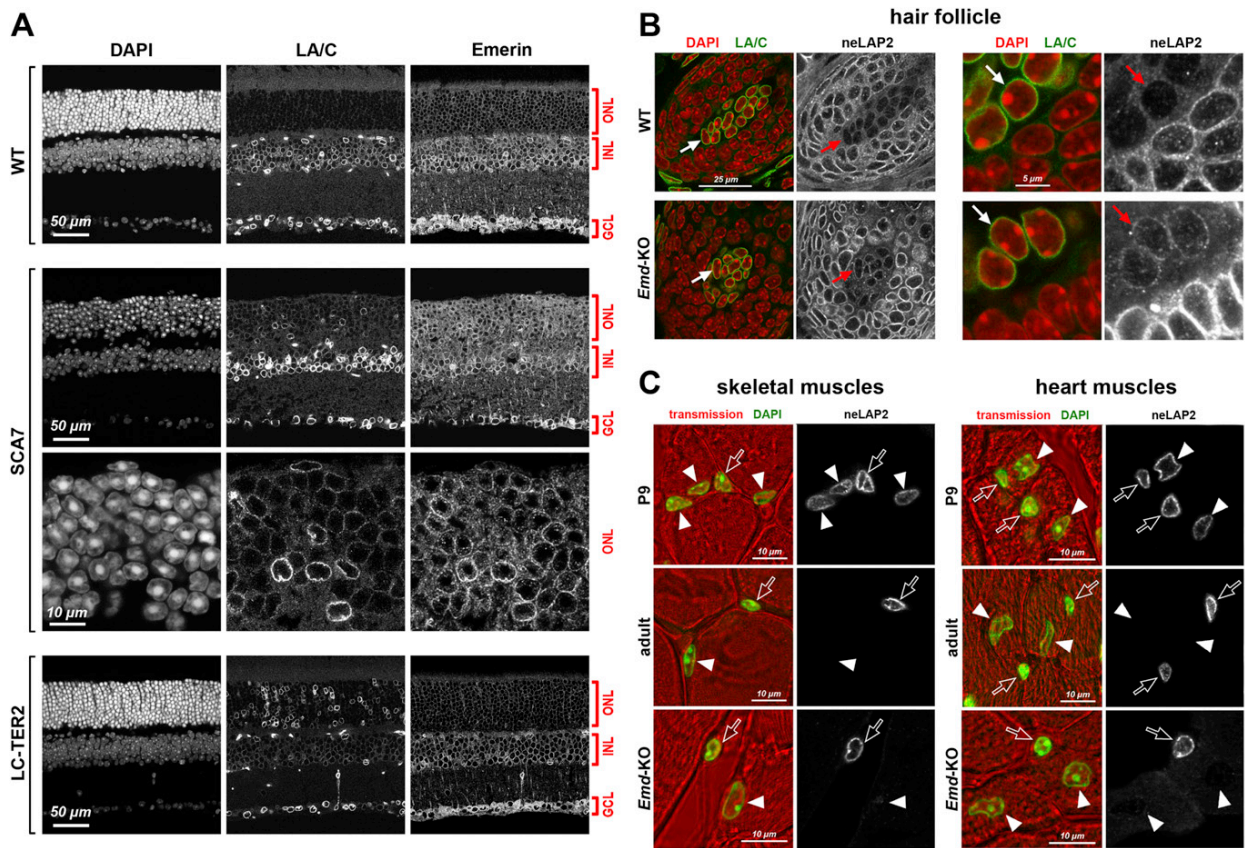 A
DAPI LA/C Emerin
WT
ONL
INL
GCL
50 µm
SCA7
ONL
INL
GCL
50 µm
ONL
10 µm
LC-TER2
ONL
INL
GCL
50 µm
B
hair follicle
DAPI LA/C neLAP2 DAPI LA/C neLAP2
WT
25 µm 5 µm
Emd-KO
C
skeletal muscles heart muscles
transmission DAPI neLAP2 transmission DAPI neLAP2
P9
10 µm 10 µm
adult
10 µm 10 µm
Emd-KO
10 µm 10 µm